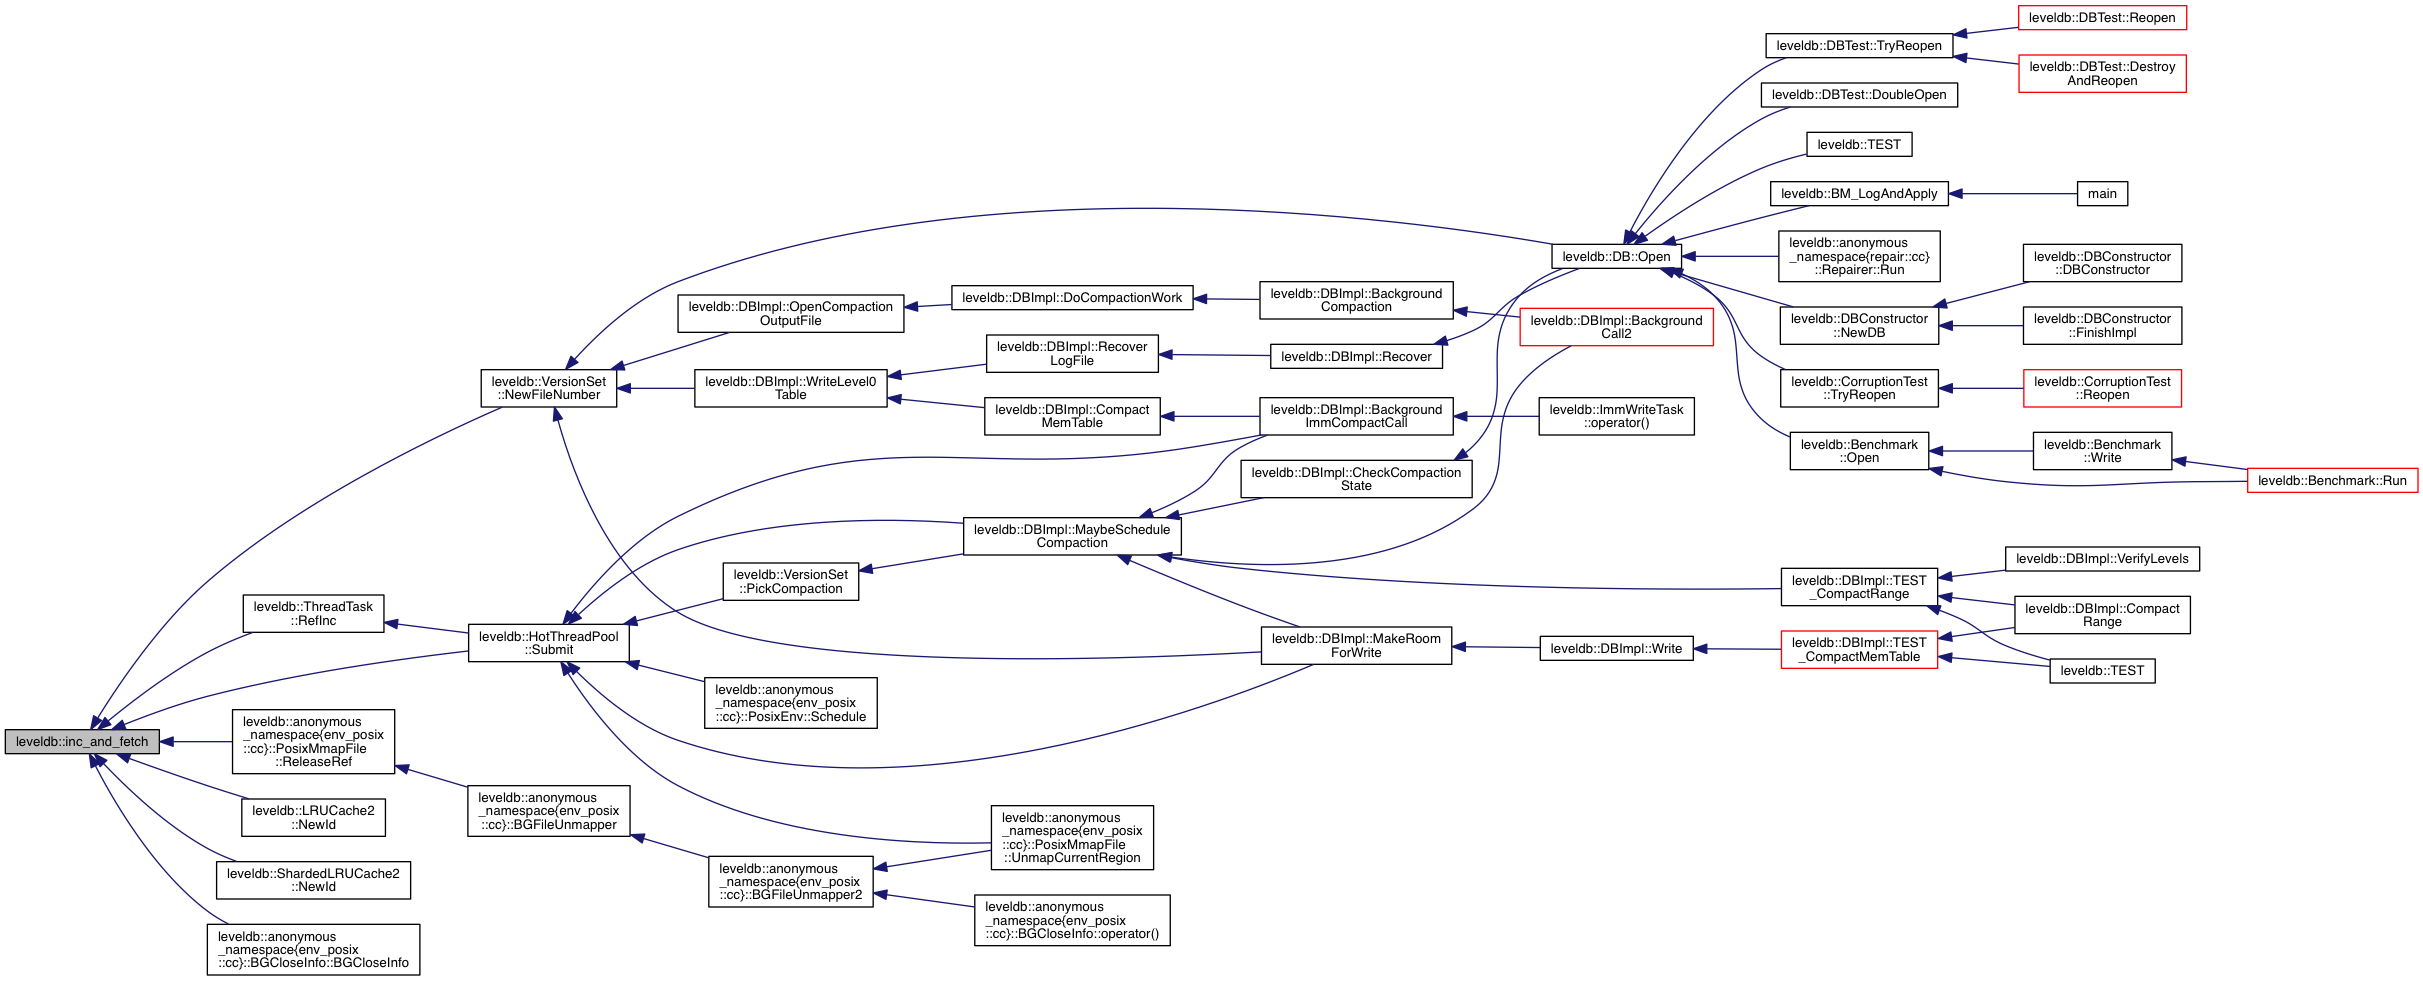 leveldb::inc_and_fetch
leveldb::VersionSet
::NewFileNumber
leveldb::ThreadTask
::RefInc
leveldb::HotThreadPool
::Submit
leveldb::anonymous
_namespace{env_posix
::cc}::PosixMmapFile
::ReleaseRef
leveldb::LRUCache2
::NewId
leveldb::ShardedLRUCache2
::NewId
leveldb::anonymous
_namespace{env_posix
::cc}::BGCloseInfo::BGCloseInfo
leveldb::anonymous
_namespace{env_posix
::cc}::BGFileUnmapper
leveldb::DBImpl::OpenCompaction
OutputFile
leveldb::DBImpl::WriteLevel0
Table
leveldb::VersionSet
::PickCompaction
leveldb::anonymous
_namespace{env_posix
::cc}::PosixEnv::Schedule
leveldb::anonymous
_namespace{env_posix
::cc}::BGFileUnmapper2
leveldb::DBImpl::DoCompactionWork
leveldb::DBImpl::Recover
LogFile
leveldb::DBImpl::Compact
MemTable
leveldb::DBImpl::MaybeSchedule
Compaction
leveldb::anonymous
_namespace{env_posix
::cc}::PosixMmapFile
::UnmapCurrentRegion
leveldb::anonymous
_namespace{env_posix
::cc}::BGCloseInfo::operator()
leveldb::DBImpl::Background
Compaction
leveldb::DBImpl::Recover
leveldb::DBImpl::Background
ImmCompactCall
leveldb::DBImpl::CheckCompaction
State
leveldb::DBImpl::MakeRoom
ForWrite
leveldb::DB::Open
leveldb::DBImpl::Background
Call2
leveldb::ImmWriteTask
::operator()
leveldb::DBImpl::Write
leveldb::DBTest::TryReopen
leveldb::DBTest::DoubleOpen
leveldb::TEST
leveldb::BM_LogAndApply
leveldb::anonymous
_namespace{repair::cc}
::Repairer::Run
leveldb::DBConstructor
::NewDB
leveldb::CorruptionTest
::TryReopen
leveldb::Benchmark
::Open
leveldb::DBImpl::TEST
_CompactRange
leveldb::DBImpl::TEST
_CompactMemTable
leveldb::DBTest::Reopen
leveldb::DBTest::Destroy
AndReopen
main
leveldb::DBConstructor
::DBConstructor
leveldb::DBConstructor
::FinishImpl
leveldb::CorruptionTest
::Reopen
leveldb::Benchmark
::Write
leveldb::Benchmark::Run
leveldb::DBImpl::VerifyLevels
leveldb::DBImpl::Compact
Range
leveldb::TEST